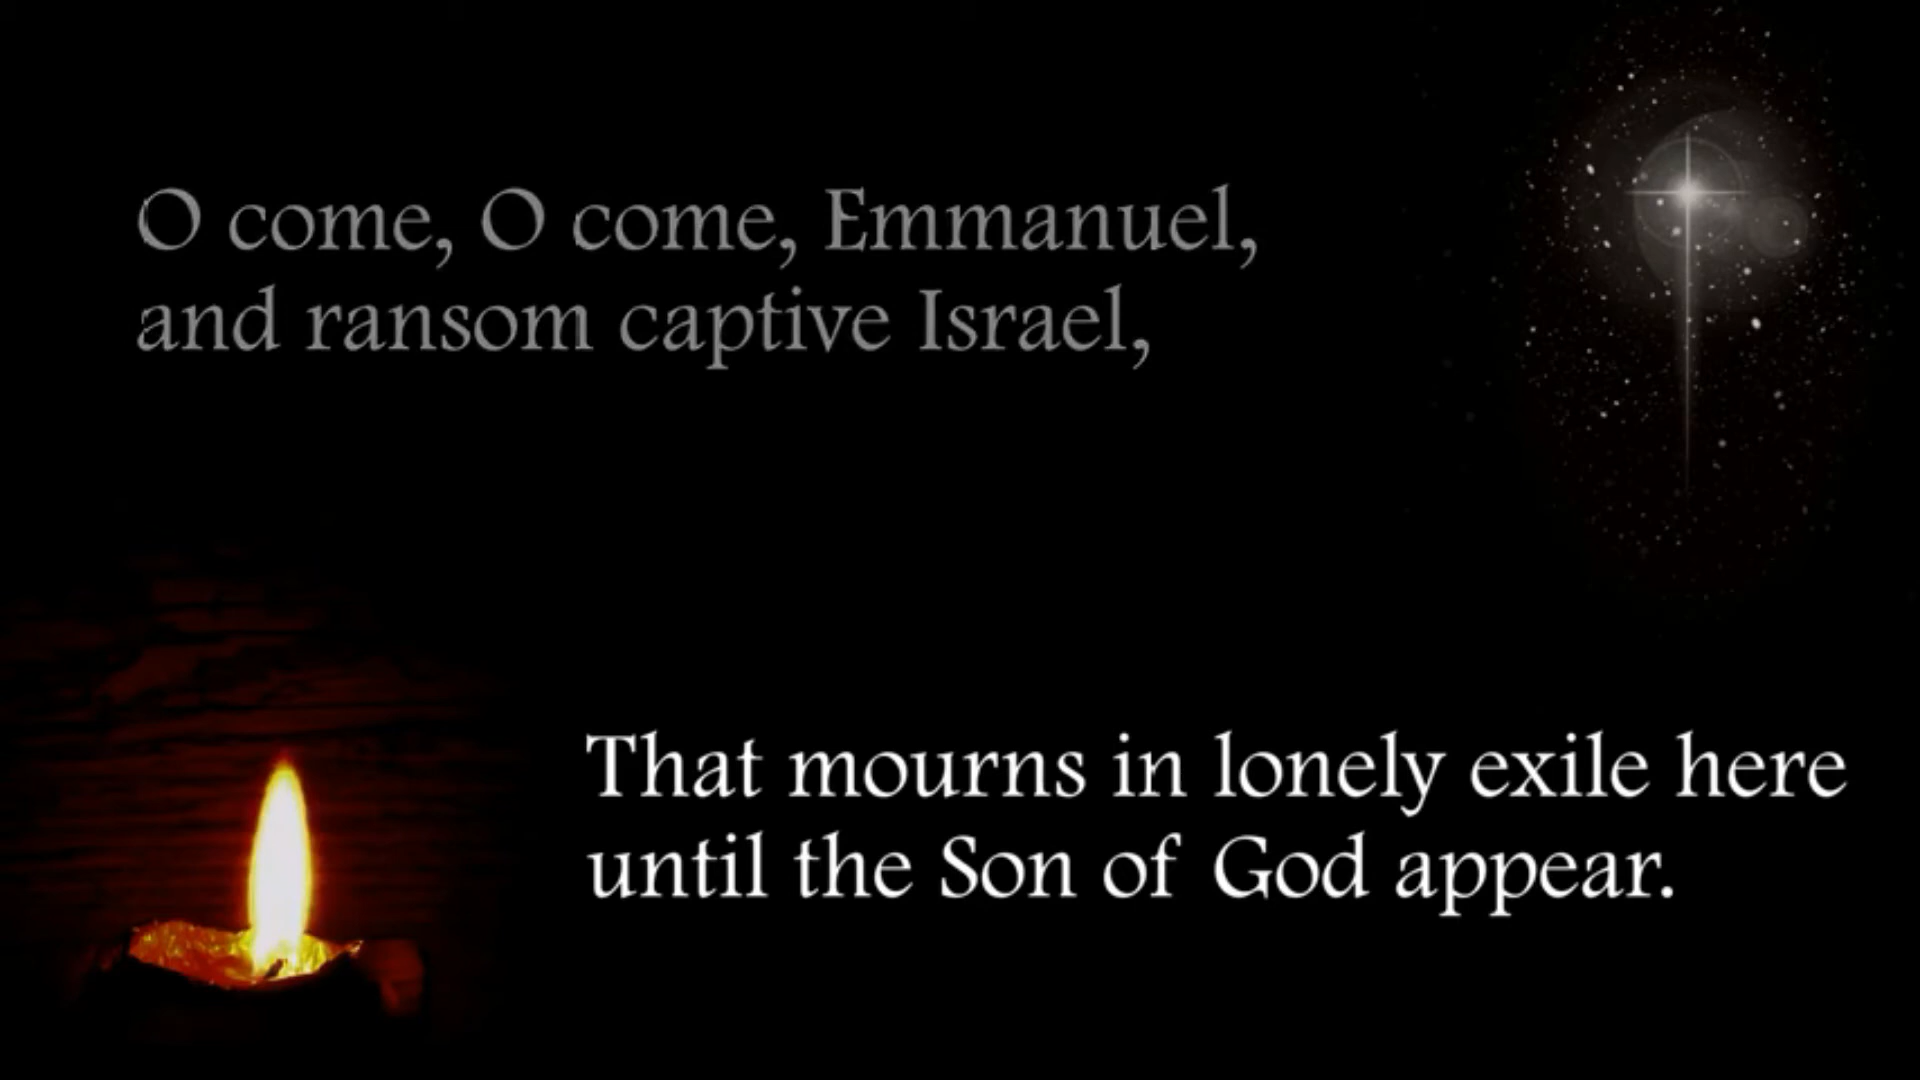 O come, O come, Emmanuel,
and ransom captive Israel,
That mourns in lonely exile here
until the Son of God appear.